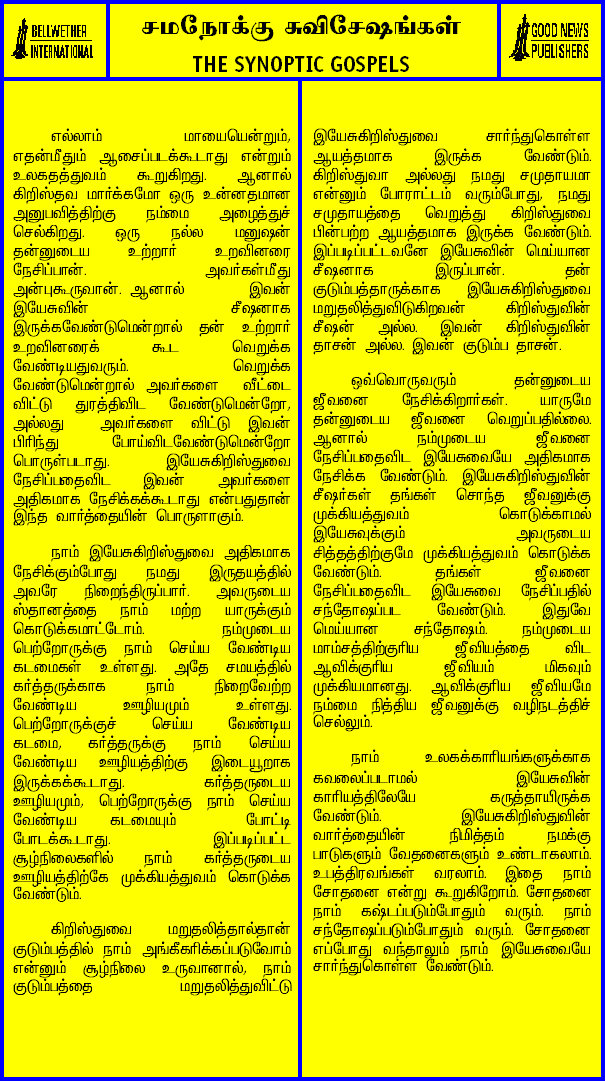 BELLWETHER
INTERNATIONAL
சமநோக்கு சுவிசேஷங்கள்
THE SYNOPTIC GOSPELS
GOOD NEWS
PUBLISHERS
எல்லாம் மாயையென்றும்,
எதன்மீதும் ஆசைப்படக்கூடாது என்றும்
உலகதத்துவம் கூறுகிறது. ஆனால்
கிறிஸ்தவ மார்க்கமோ ஒரு உன்னதமான
அனுபவித்திற்கு நம்மை அழைத்துச்
செல்கிறது. ஒரு நல்ல மனுஷன்
தன்னுடைய உற்றார் உறவினரை
நேசிப்பான். அவர்கள்மீது
அன்புகூருவான். ஆனால் இவன்
இயேசுவின் சீஷனாக
இருக்கவேண்டுமென்றால் தன் உற்றார்
உறவினரைக் கூட வெறுக்க
வேண்டியதுவரும். வெறுக்க
வேண்டுமென்றால் அவர்களை வீட்டை
விட்டு துரத்திவிட வேண்டுமென்றோ,
அல்லது அவர்களை விட்டு இவன்
பிரிந்து போய்விடவேண்டுமென்றோ
பொருள்படாது. இயேசுகிறிஸ்துவை
நேசிப்பதைவிட இவன் அவர்களை
அதிகமாக நேசிக்கக்கூடாது என்பதுதான்
இந்த வார்த்தையின் பொருளாகும்.
நாம் இயேசுகிறிஸ்துவை அதிகமாக
நேசிக்கும்போது நமது இருதயத்தில்
அவரே நிறைந்திருப்பார். அவருடைய
ஸ்தானத்தை நாம் மற்ற யாருக்கும்
கொடுக்கமாட்டோம். நம்முடைய
பெற்றோருக்கு நாம் செய்ய வேண்டிய
கடமைகள் உள்ளது. அதே சமயத்தில்
கர்த்தருக்காக நாம் நிறைவேற்ற
வேண்டிய ஊழியமும் உள்ளது.
பெற்றோருக்குச் செய்ய வேண்டிய
கடமை, கர்த்தருக்கு நாம் செய்ய
வேண்டிய ஊழியத்திற்கு இடையூறாக
இருக்கக்கூடாது. கர்த்தருடைய
ஊழியமும், பெற்றோருக்கு நாம் செய்ய
வேண்டிய கடமையும் போட்டி
போடக்கூடாது. இப்படிப்பட்ட
சூழ்நிலைகளில் நாம் கர்த்தருடைய
ஊழியத்திற்கே முக்கியத்துவம் கொடுக்க
வேண்டும்.
கிறிஸ்துவை மறுதலித்தால்தான்
குடும்பத்தில் நாம் அங்கீகரிக்கப்படுவோம்
என்னும் சூழ்நிலை உருவானால், நாம்
குடும்பத்தை மறுதலித்துவிட்டு
இயேசுகிறிஸ்துவை சார்ந்துகொள்ள
ஆயத்தமாக இருக்க வேண்டும்.
கிறிஸ்துவா அல்லது நமது சமுதாயமா
என்னும் போராட்டம் வரும்போது, நமது
சமுதாயத்தை வெறுத்து கிறிஸ்துவை
பின்பற்ற ஆயத்தமாக இருக்க வேண்டும்.
இப்படிப்பட்டவனே இயேசுவின் மெய்யான
சீஷனாக இருப்பான். தன்
குடும்பத்தாருக்காக இயேசுகிறிஸ்துவை
மறுதலித்துவிடுகிறவன் கிறிஸ்துவின்
சீஷன் அல்ல. இவன் கிறிஸ்துவின்
தாசன் அல்ல. இவன் குடும்ப தாசன்.
ஒவ்வொருவரும் தன்னுடைய
ஜீவனை நேசிக்கிறார்கள். யாருமே
தன்னுடைய ஜீவனை வெறுப்பதில்லை.
ஆனால் நம்முடைய ஜீவனை
நேசிப்பதைவிட இயேசுவையே அதிகமாக
நேசிக்க வேண்டும். இயேசுகிறிஸ்துவின்
சீஷர்கள் தங்கள் சொந்த ஜீவனுக்கு
முக்கியத்துவம் கொடுக்காமல்
இயேசுவுக்கும் அவருடைய
சித்தத்திற்குமே முக்கியத்துவம் கொடுக்க
வேண்டும். தங்கள் ஜீவனை
நேசிப்பதைவிட இயேசுவை நேசிப்பதில்
சந்தோஷப்பட வேண்டும். இதுவே
மெய்யான சந்தோஷம். நம்முடைய
மாம்சத்திற்குரிய ஜீவியத்தை விட
ஆவிக்குரிய ஜீவியம் மிகவும்
முக்கியமானது. ஆவிக்குரிய ஜீவியமே
நம்மை நித்திய ஜீவனுக்கு வழிநடத்திச்
செல்லும்.
நாம் உலகக்காரியங்களுக்காக
கவலைப்படாமல் இயேசுவின்
காரியத்திலேயே கருத்தாயிருக்க
வேண்டும். இயேசுகிறிஸ்துவின்
வார்த்தையின் நிமித்தம் நமக்கு
பாடுகளும் வேதனைகளும் உண்டாகலாம்.
உபத்திரவங்கள் வரலாம். இதை நாம்
சோதனை என்று கூறுகிறோம். சோதனை
நாம் கஷ்டப்படும்போதும் வரும். நாம்
சந்தோஷப்படும்போதும் வரும். சோதனை
எப்போது வந்தாலும் நாம் இயேசுவையே
சார்ந்துகொள்ள வேண்டும்.